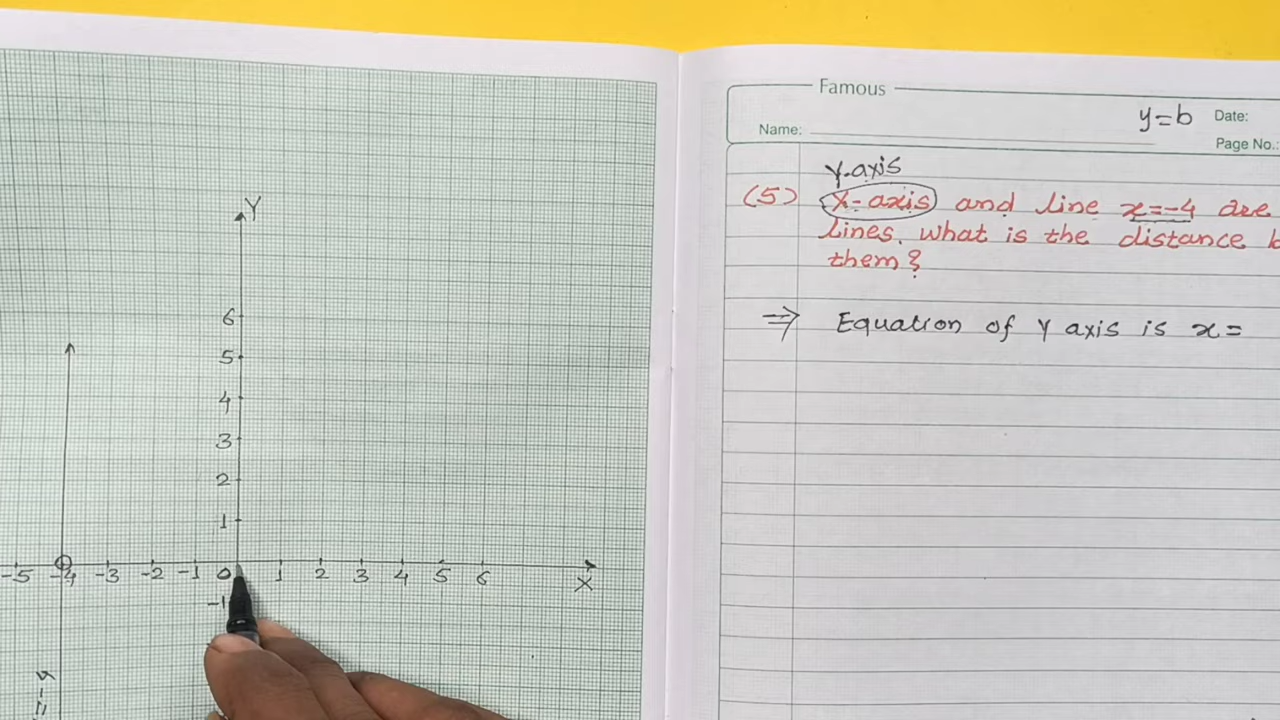 Y
6
5
4
3
2
1
-5 -4 -3 -2 -1 0 1 2 3 4 5 6
X
-1
=-4
Famous
y=b
Date:
Name:
Page No.:
Y-axis
(5) X-axis and line x=-4 are
lines. what is the distance b
them?
⇒ Equation of Y axis is x=